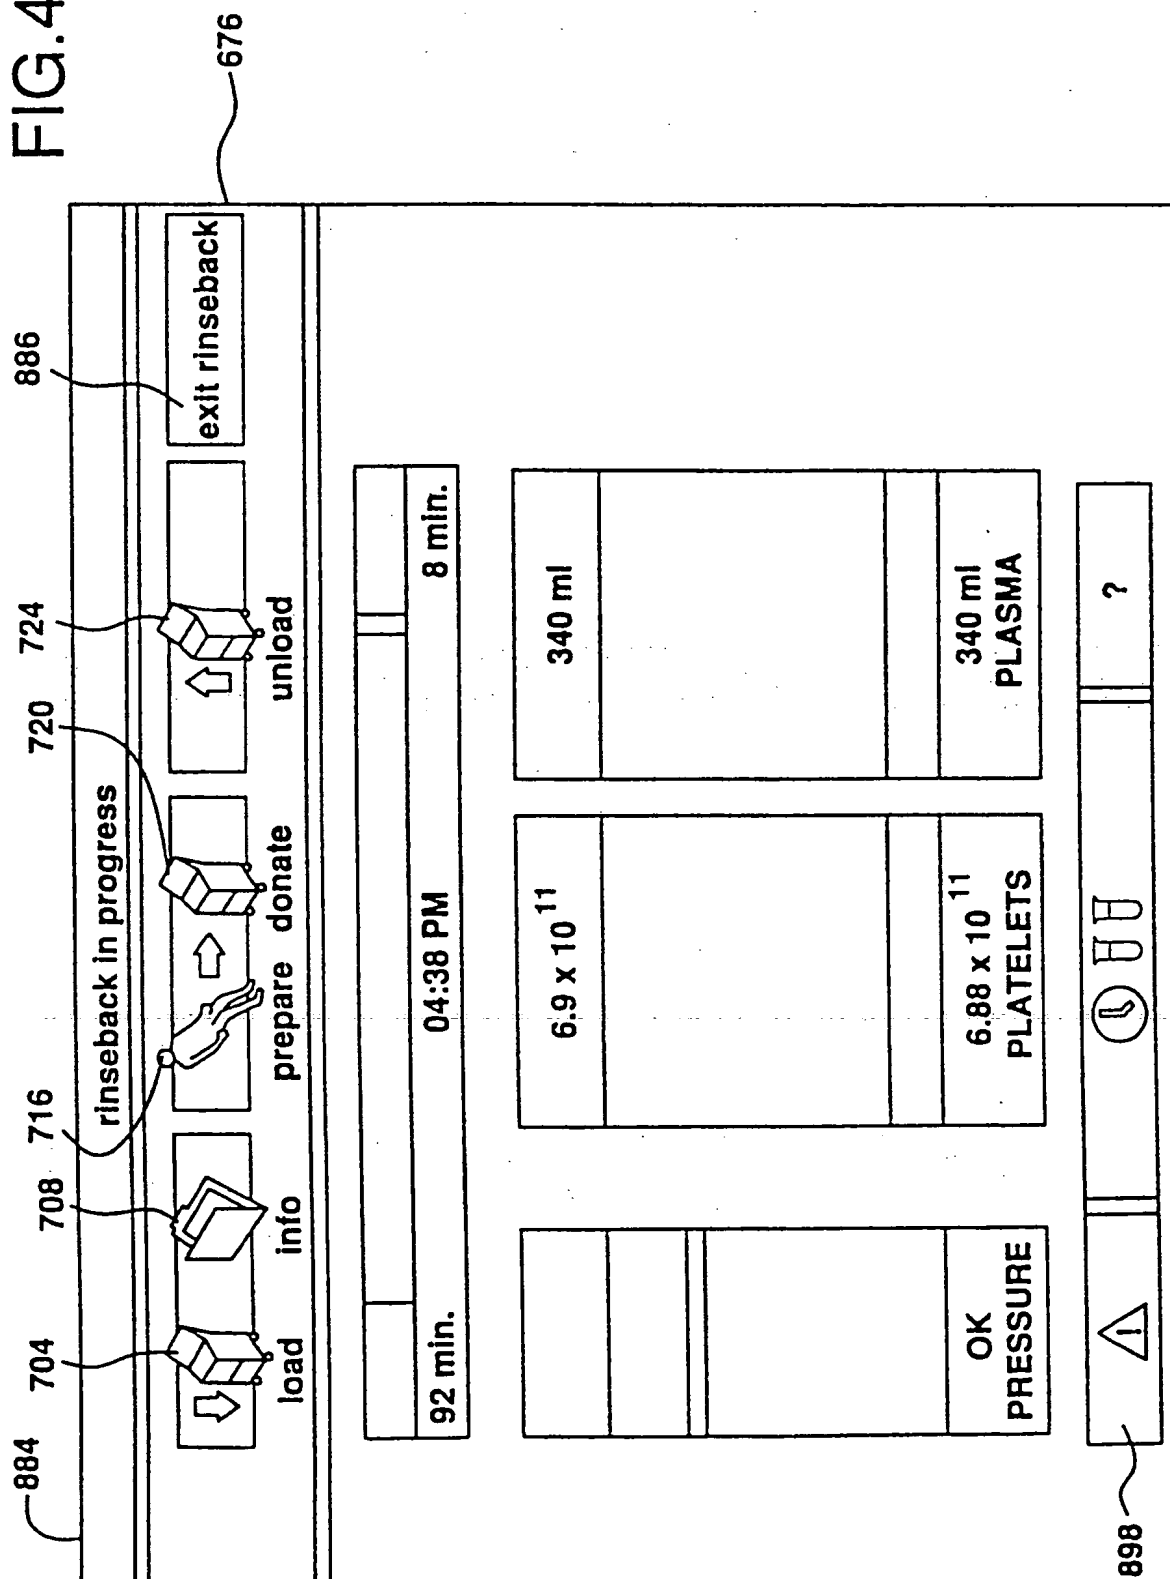 FIG.4
884
704
708
716
720
724
886
676
rinseback in progress
load
info
prepare
donate
unload
exit rinseback
92 min.
04:38 PM
8 min.
OK
PRESSURE
6.9 x 10^11
6.88 x 10^11
PLATELETS
340 ml
340 ml
PLASMA
!
?
898